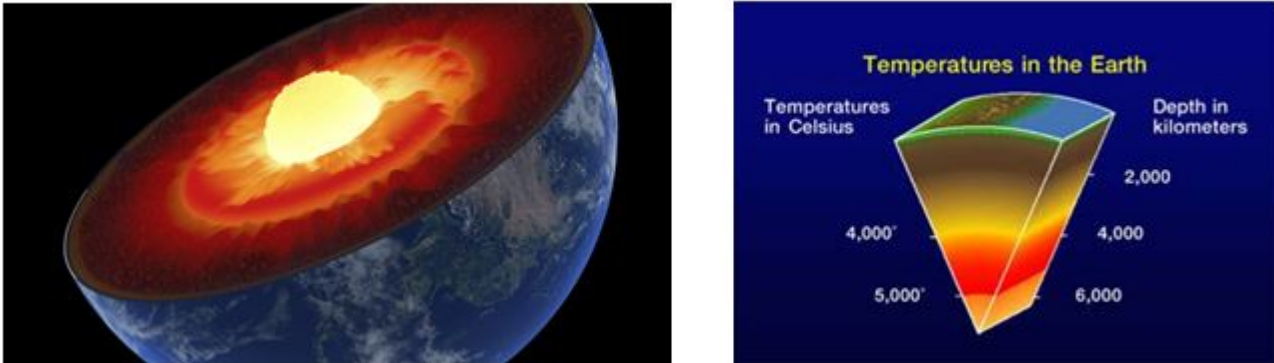 Temperatures in the Earth
Temperatures
in Celsius
Depth in
kilometers
2,000
4,000°
4,000
5,000°
6,000